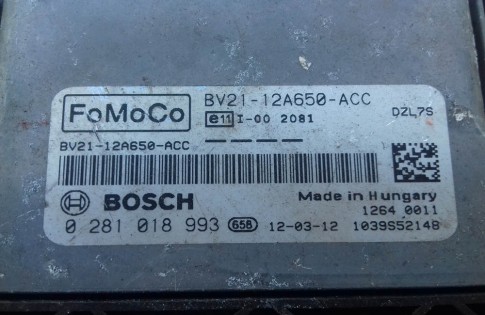 FoMoCo
BV21-12A650-ACC
e11 I-00 2081
DZL7S
BV21-12A650-ACC
BOSCH
Made in Hungary
1264 0011
0 281 018 993 658 12-03-12 1039S52148